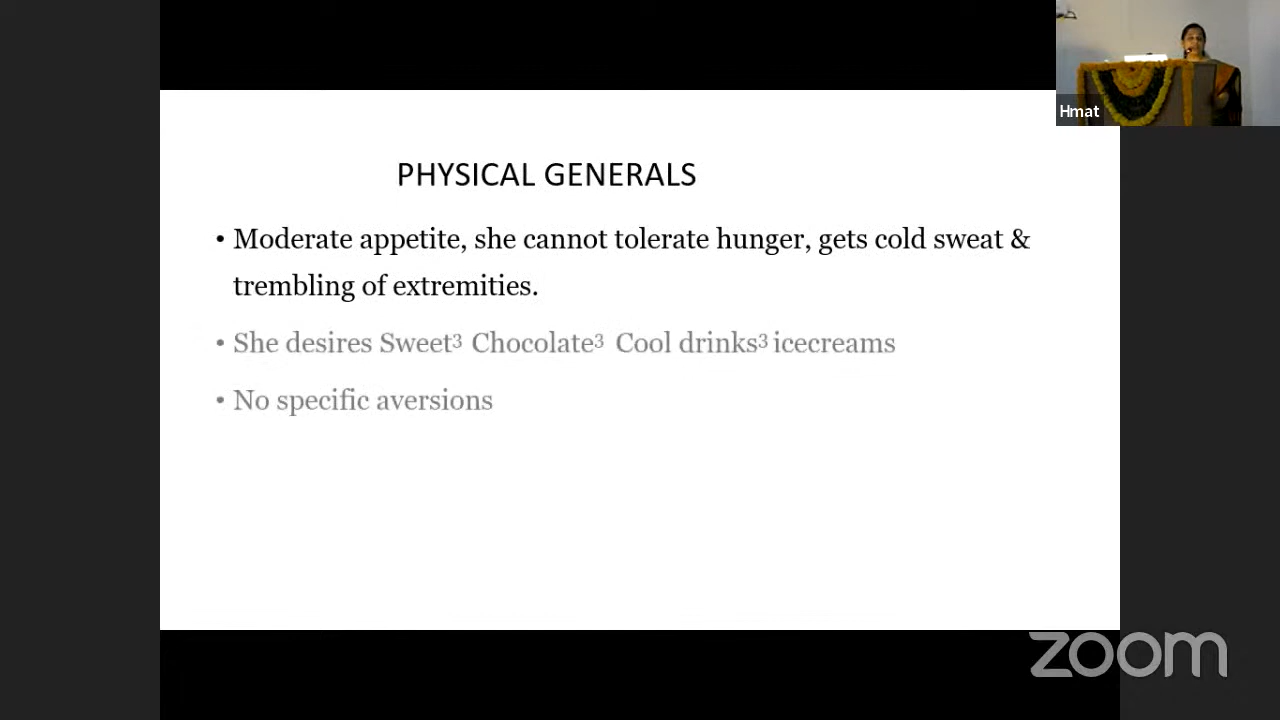 Hmat
PHYSICAL GENERALS
• Moderate appetite, she cannot tolerate hunger, gets cold sweat &
trembling of extremities.
• She desires Sweet³ Chocolate³ Cool drinks³ icecreams
• No specific aversions
zoom